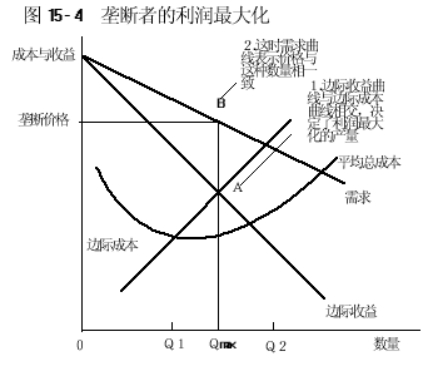 图 15-4 垄断者的利润最大化
成本与收益
2.这时需求曲
线表示价格与
这种数量相一
致
B
1.边际收益曲
线与边际成本
曲线相交,决
定了利润最大
化的产量
垄断价格
平均总成本
A
需求
边际成本
边际收益
0
Q1
Qmax
Q2
数量